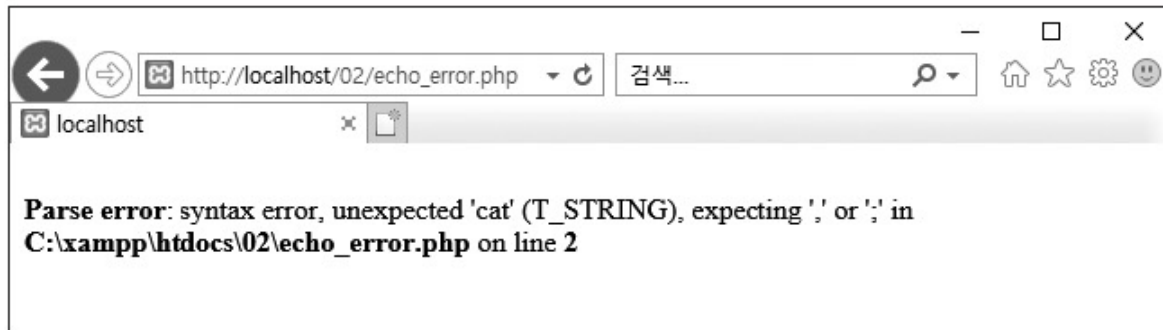 http://localhost/02/echo_error.php
검색...
localhost
Parse error: syntax error, unexpected 'cat' (T_STRING), expecting ',' or ';' in
C:\xampp\htdocs\02\echo_error.php on line 2